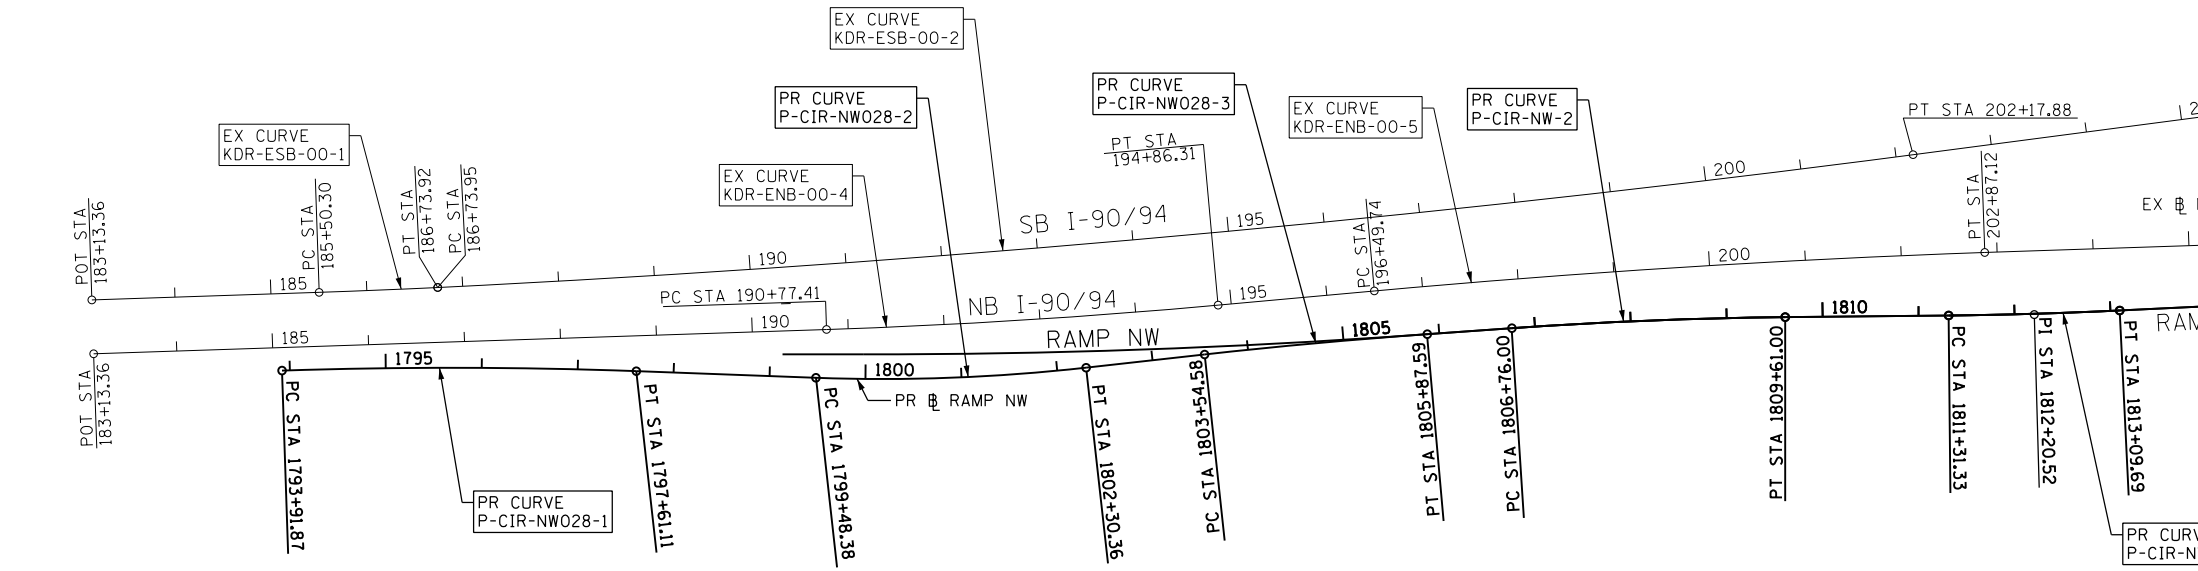 EX CURVE
KDR-ESB-00-2
PR CURVE
P-CIR-NW028-2
PR CURVE
P-CIR-NW028-3
EX CURVE
KDR-ENB-00-5
PR CURVE
P-CIR-NW-2
EX CURVE
KDR-ESB-00-1
EX CURVE
KDR-ENB-00-4
PT STA
194+86.31
PT STA 202+17.88
POT STA
183+13.36
PC STA
185+50.30
PT STA
186+73.92
PC STA
186+73.95
PC STA
196+49.74
PT STA
202+87.12
185
190
SB I-90/94
195
200
EX ℄
PC STA 190+77.41
185
190
NB I-90/94
195
200
RAMP NW
1795
1800
1805
1810
PR ℄ RAMP NW
POT STA
183+13.36
PC STA 1793+91.87
PT STA 1797+61.11
PC STA 1799+48.38
PT STA 1802+30.36
PC STA 1803+54.58
PT STA 1805+87.59
PC STA 1806+76.00
PT STA 1809+61.00
PC STA 1811+31.33
PI STA 1812+20.52
PT STA 1813+09.69
PR CURVE
P-CIR-NW028-1